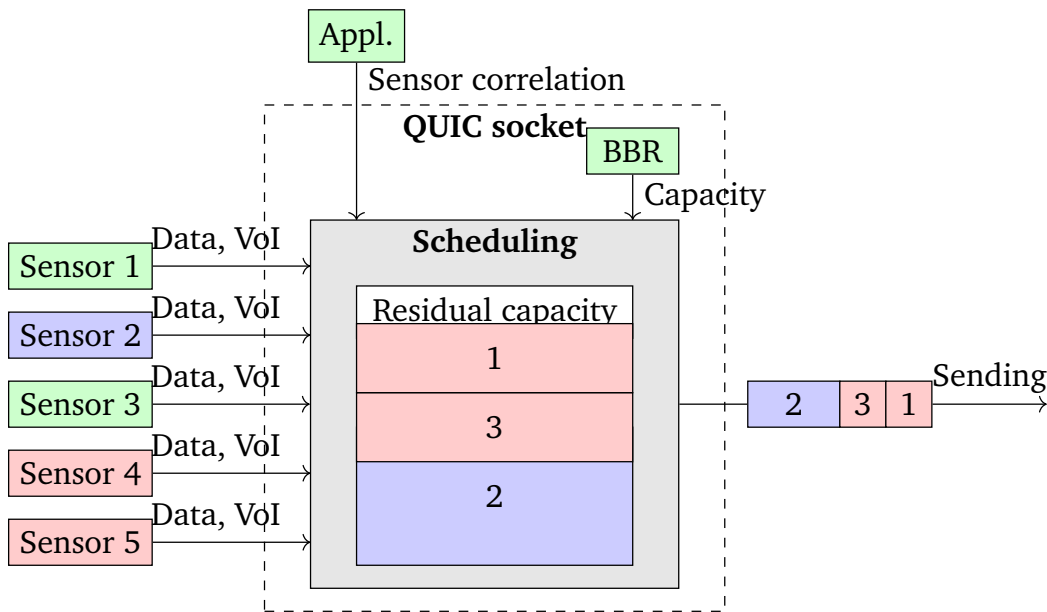 Appl.
Sensor correlation
QUIC socket
BBR
Capacity
Scheduling
Data, VoI
Sensor 1
Data, VoI
Sensor 2
Data, VoI
Sensor 3
Data, VoI
Sensor 4
Data, VoI
Sensor 5
Residual capacity
1
3
2
2 3 1
Sending